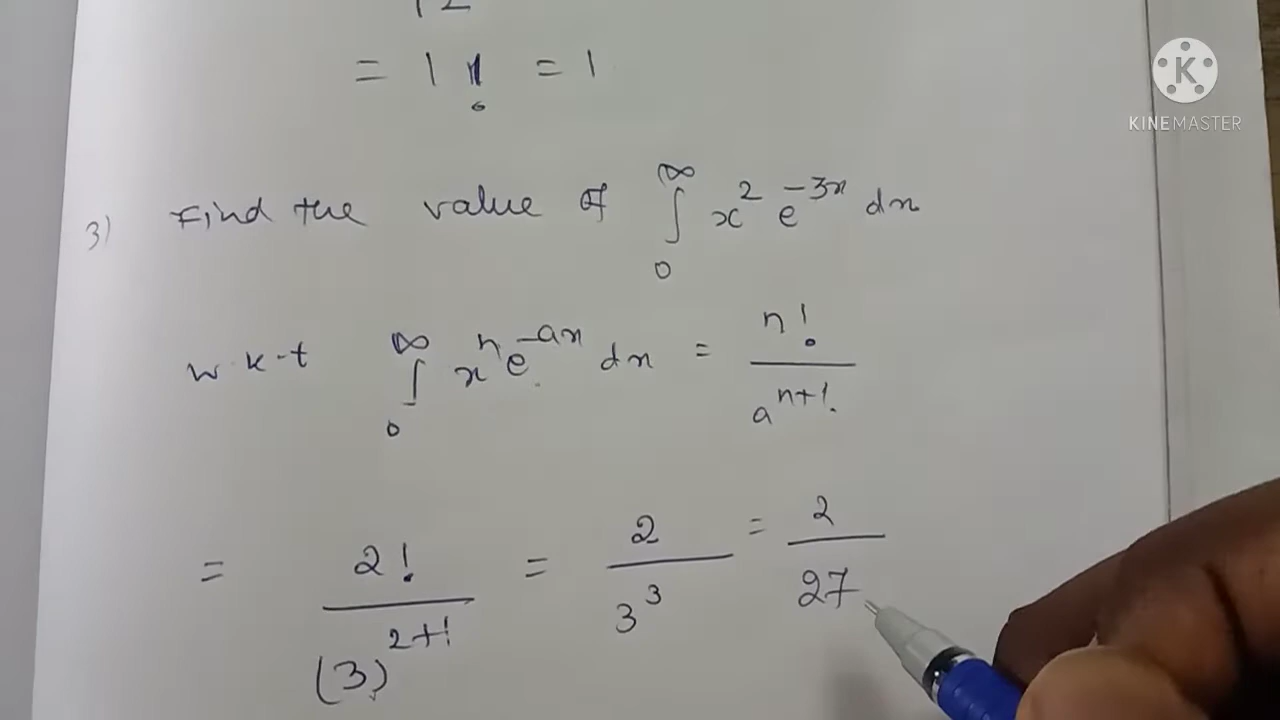 = 1 1! = 1
KINEMASTER
3) Find the value of ∫₀^∞ x² e^{-3x} dx
w.k.t ∫₀^∞ xⁿ e^{-ax} dx = n! / a^{n+1}
= 2! / (3)^{2+1} = 2 / 3³ = 2 / 27